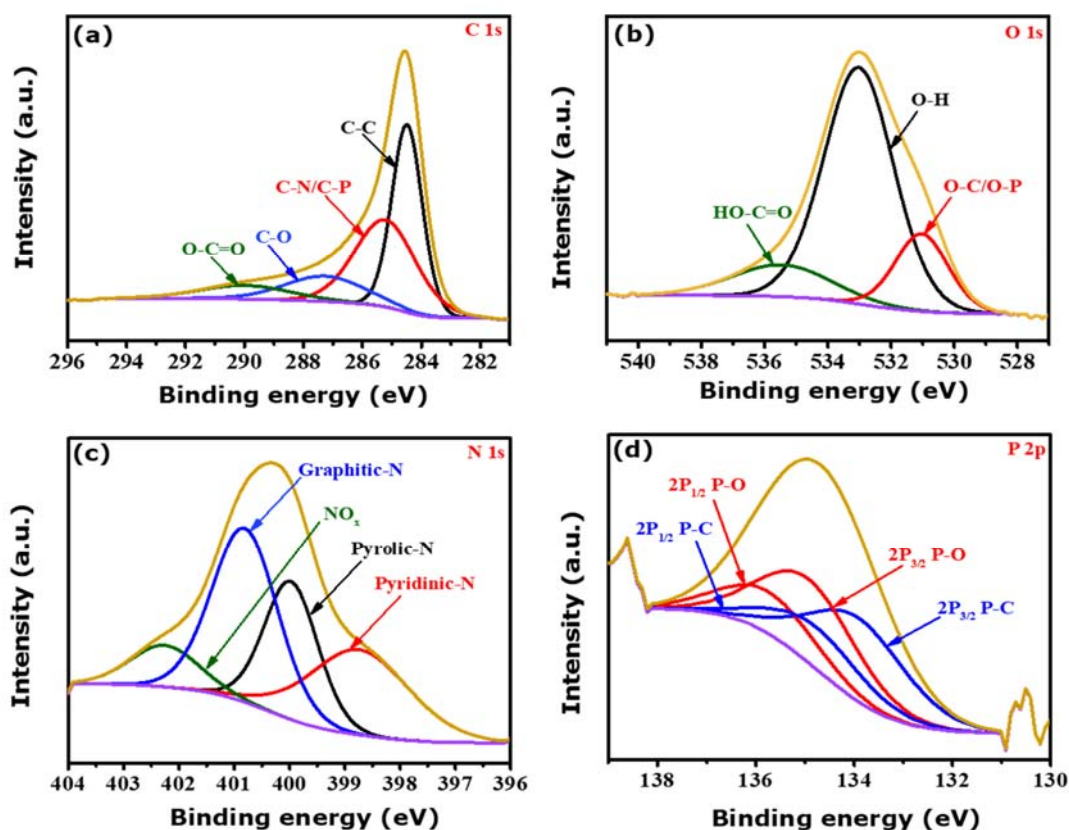 (a)
C 1s
C-C
C-N/C-P
C-O
O-C=O
Intensity (a.u.)
296 294 292 290 288 286 284 282
Binding energy (eV)
(b)
O 1s
O-H
O-C/O-P
HO-C=O
Intensity (a.u.)
540 538 537 535 533 532 530 528
Binding energy (eV)
(c)
N 1s
Graphitic-N
NOx
Pyrolic-N
Pyridinic-N
Intensity (a.u.)
404 403 402 401 400 399 398 397 396
Binding energy (eV)
(d)
P 2p
2P1/2 P-O
2P1/2 P-C
2P3/2 P-O
2P3/2 P-C
Intensity (a.u.)
138 136 134 132 130
Binding energy (eV)